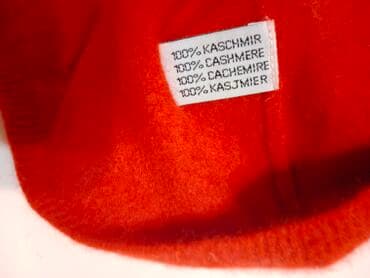 100% KASCHMIR
100% CASHMERE
100% CACHEMIRE
100% KASJMIER